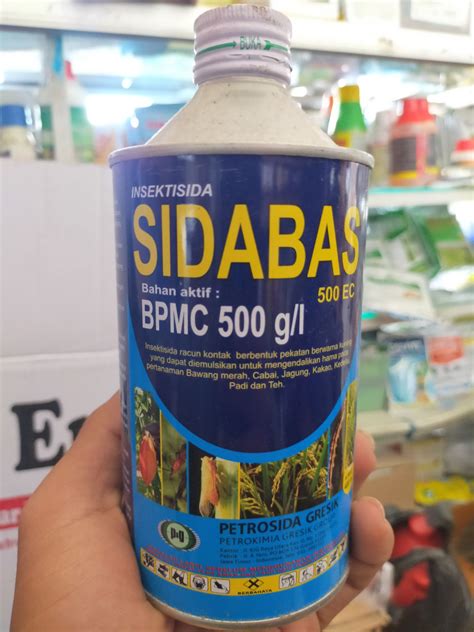 BUKA
INSEKTISIDA
SIDABAS
500 EC
Bahan aktif :
BPMC 500 g/l
Insektisida racun kontak berbentuk pekatan berwarna kuning
yang dapat diemulsikan untuk mengendalikan hama pada
pertanaman Bawang merah, Cabai, Jagung, Kakao, Kedelai,
Padi dan Teh.
PETROSIDA GRESIK
PETROKIMIA GRESIK
BERBAHAYA